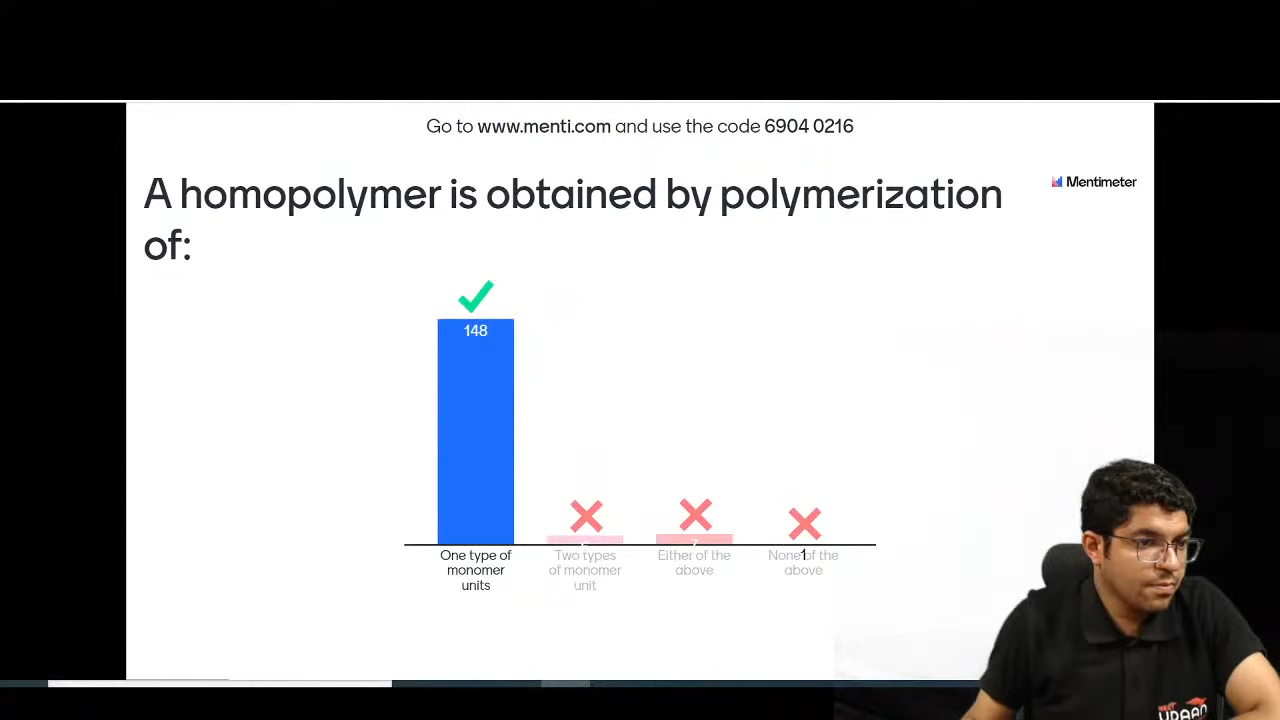 Go to www.menti.com and use the code 6904 0216
A homopolymer is obtained by polymerization
of:
Mentimeter
148
7
1
One type of
monomer
units
Two types
of monomer
unit
Either of the
above
None of the
above